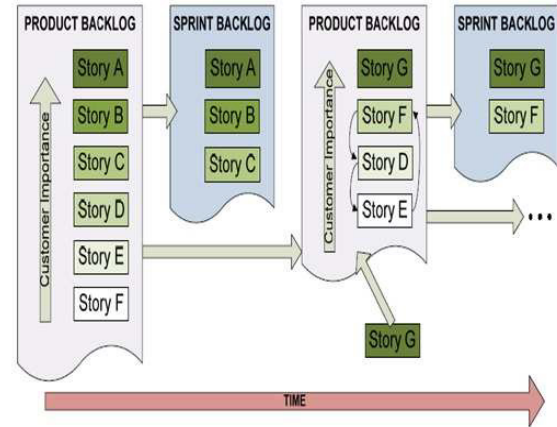 PRODUCT BACKLOG
Customer Importance
Story A
Story B
Story C
Story D
Story E
Story F
SPRINT BACKLOG
Story A
Story B
Story C
PRODUCT BACKLOG
Customer Importance
Story G
Story F
Story D
Story E
Story G
SPRINT BACKLOG
Story G
Story F
...
TIME